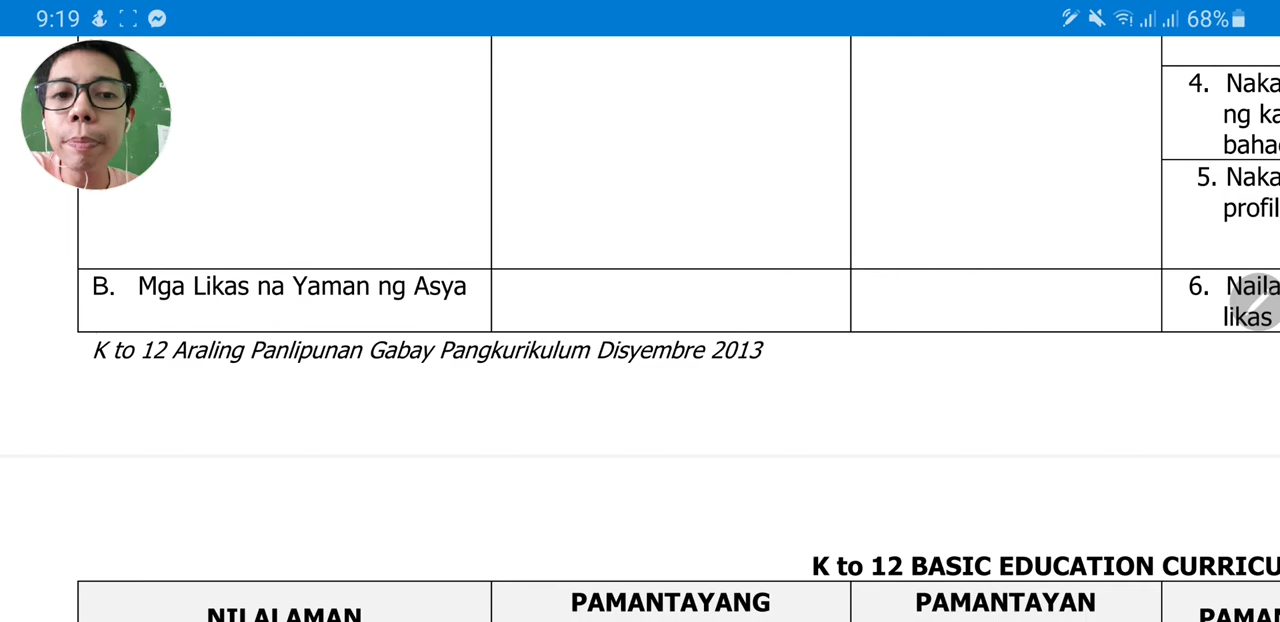 9:19
68%
4. Naka
ng ka
baha
5. Naka
profil
B. Mga Likas na Yaman ng Asya
6. Naila
likas
K to 12 Araling Panlipunan Gabay Pangkurikulum Disyembre 2013
K to 12 BASIC EDUCATION CURRICU
NILALAMAN
PAMANTAYANG
PAMANTAYAN
PAMAN